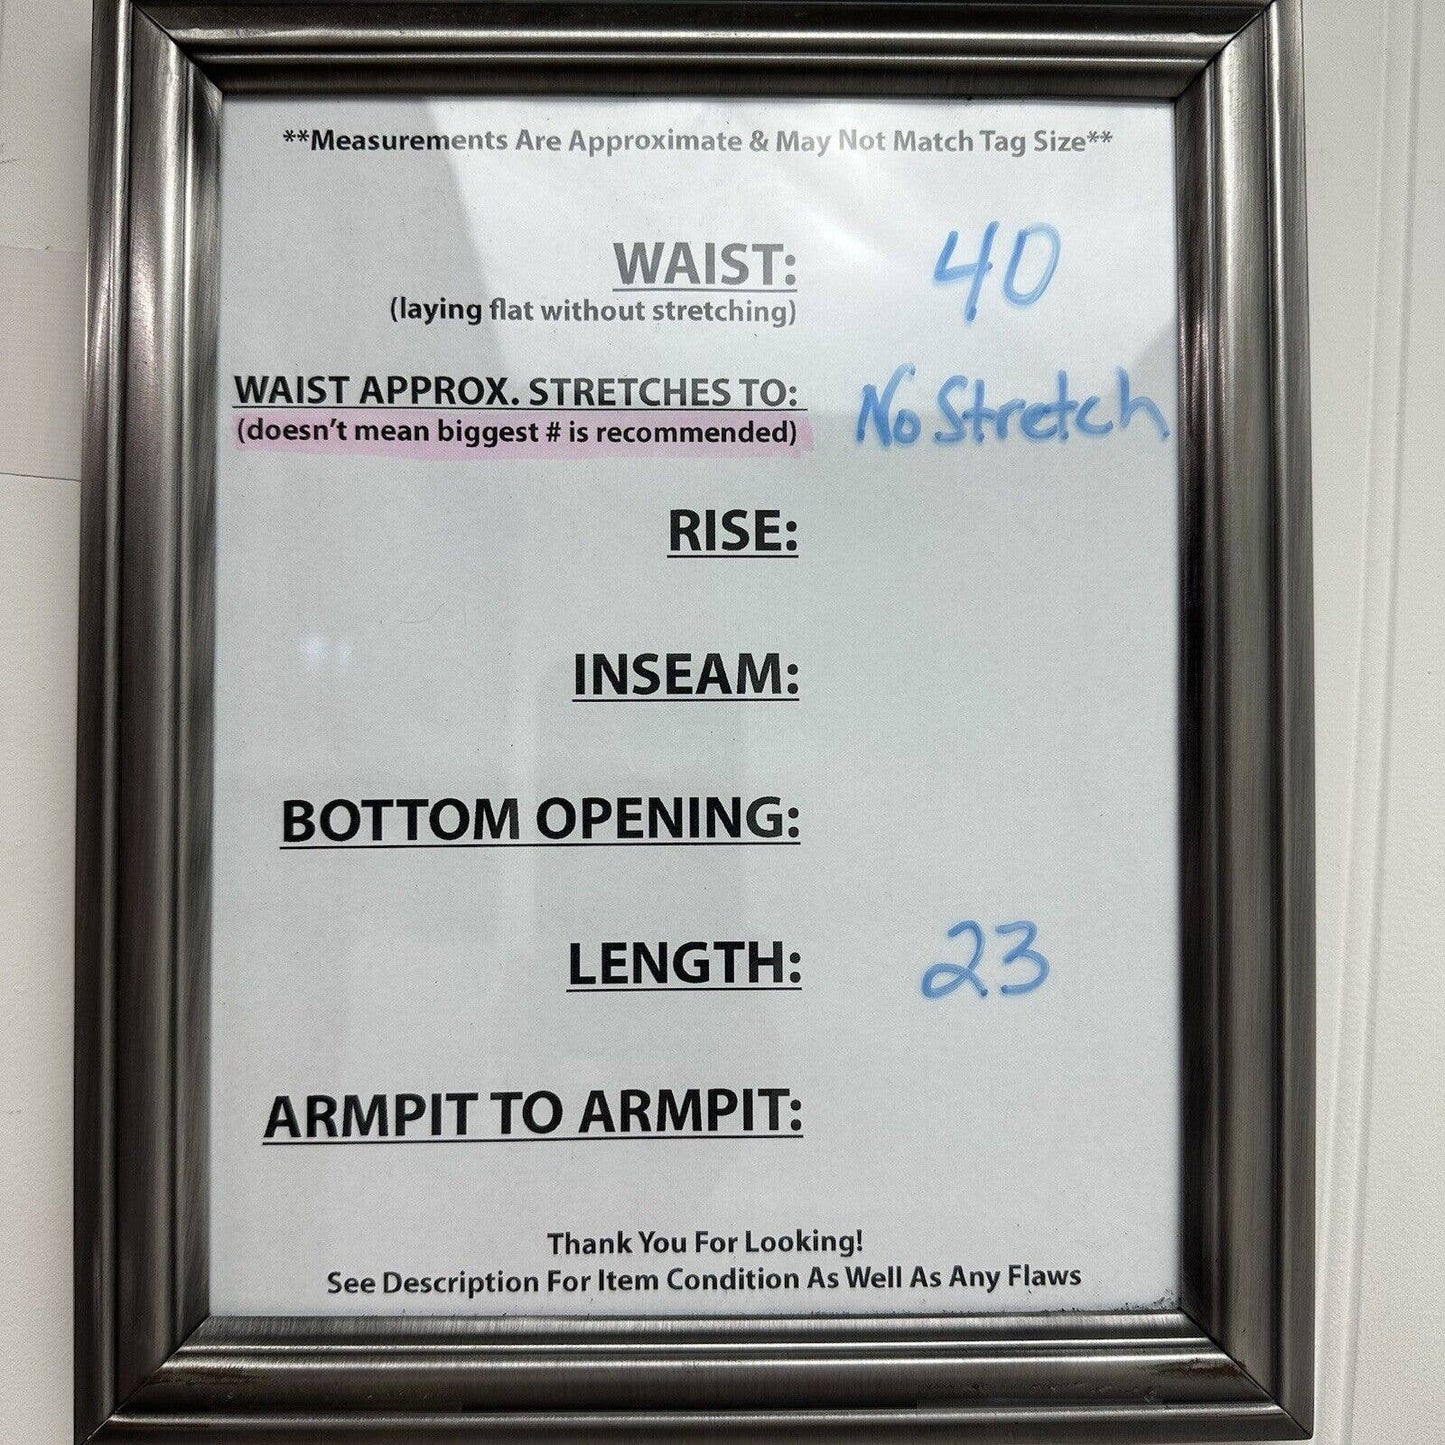 **Measurements Are Approximate & May Not Match Tag Size**
WAIST: 40
(laying flat without stretching)
WAIST APPROX. STRETCHES TO: No Stretch
(doesn't mean biggest # is recommended)
RISE:
INSEAM:
BOTTOM OPENING:
LENGTH: 23
ARMPIT TO ARMPIT:
Thank You For Looking!
See Description For Item Condition As Well As Any Flaws